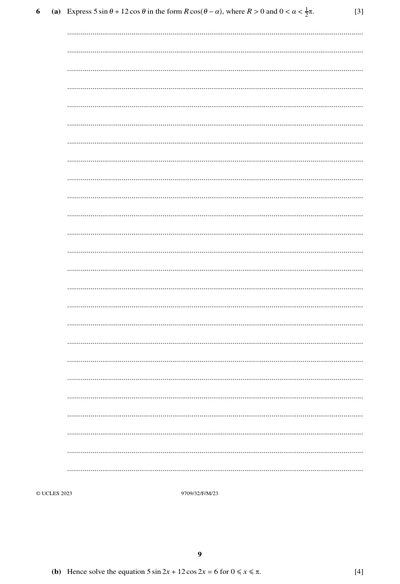 6 (a) Express 5 sin θ + 12 cos θ in the form R cos(θ − α), where R > 0 and 0 < α < ½π. [3]
© UCLES 2023 9709/32/F/M/23
9
(b) Hence solve the equation 5 sin 2x + 12 cos 2x = 6 for 0 ⩽ x ⩽ π. [4]